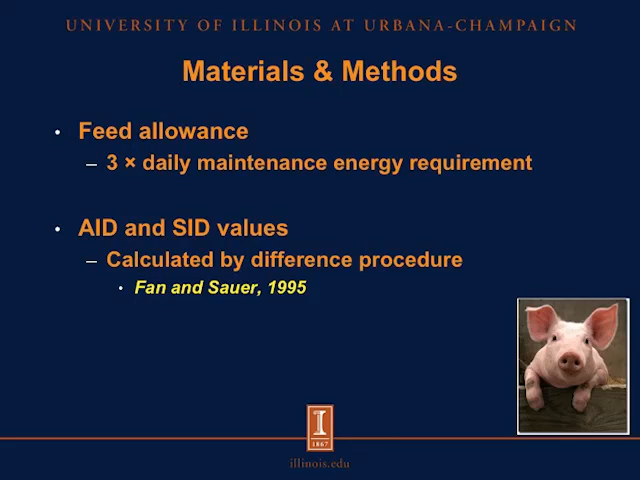 UNIVERSITY OF ILLINOIS AT URBANA-CHAMPAIGN
Materials & Methods
• Feed allowance
– 3 × daily maintenance energy requirement
• AID and SID values
– Calculated by difference procedure
• Fan and Sauer, 1995
I
1867
illinois.edu